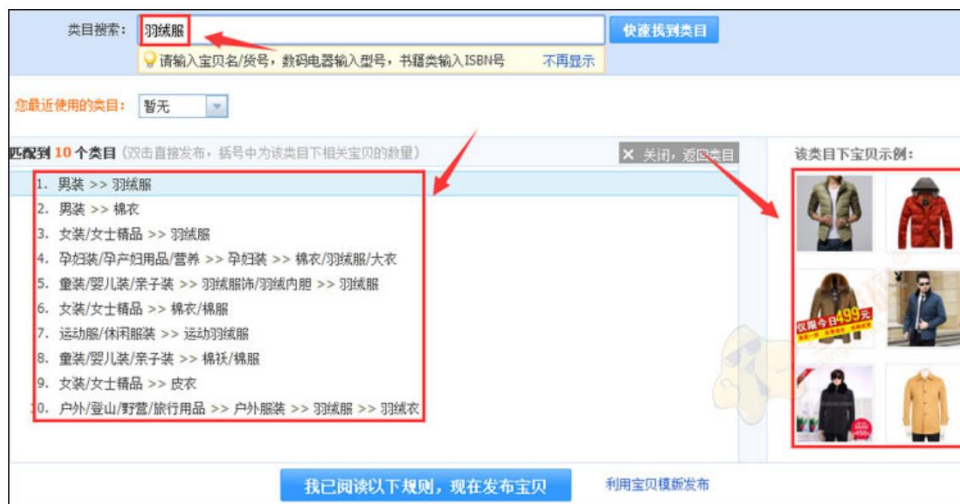 类目搜索： 羽绒服 快速找到类目
请输入宝贝名/货号，数码电器输入型号，书籍类输入ISBN号 不再显示
您最近使用的类目： 暂无
匹配到 10 个类目 (双击直接发布，括号中为该类目下相关宝贝的数量) × 关闭，返回类目 该类目下宝贝示例：
1. 男装 >> 羽绒服
2. 男装 >> 棉衣
3. 女装/女士精品 >> 羽绒服
4. 孕妇装/孕产妇用品/营养 >> 孕妇装 >> 棉衣/羽绒服/大衣
5. 童装/婴儿装/亲子装 >> 羽绒服饰/羽绒内胆 >> 羽绒服
6. 女装/女士精品 >> 棉衣/棉服
7. 运动服/休闲服装 >> 运动羽绒服
8. 童装/婴儿装/亲子装 >> 棉袄/棉服
9. 女装/女士精品 >> 皮衣
10. 户外/登山/野营/旅行用品 >> 户外服装 >> 羽绒服 >> 羽绒衣
仅限今日499元
我已阅读以下规则，现在发布宝贝 利用宝贝模版发布